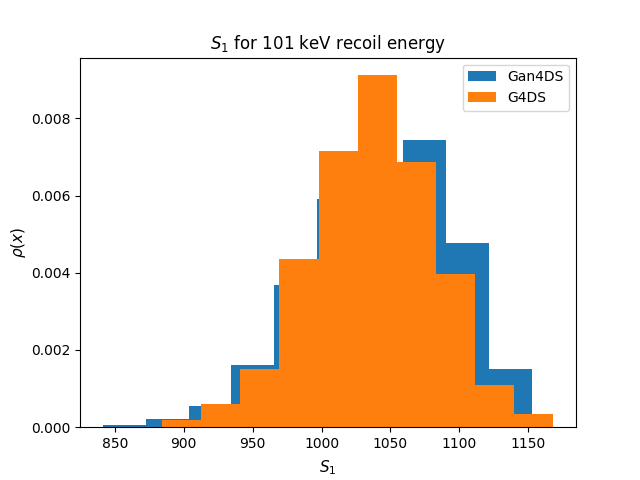 S₁ for 101 keV recoil energy
Gan4DS
G4DS
ρ(x)
0.008
0.006
0.004
0.002
0.000
850 900 950 1000 1050 1100 1150
S₁